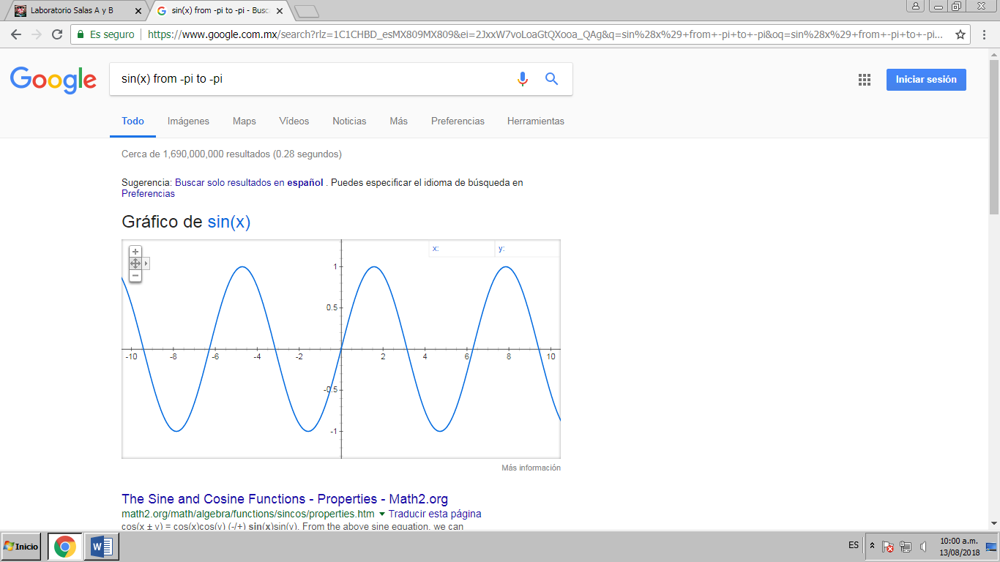 Laboratorio Salas A y B
sin(x) from -pi to -pi - Busc
Es seguro
https://www.google.com.mx/search?rlz=1C1CHBD_esMX809MX809&ei=2JxxW7voLoaGtQXooa_QAg&q=sin%28x%29+from+-pi+to+-pi&oq=sin%28x%29+from+-pi+to+-pi...
Google
sin(x) from -pi to -pi
Iniciar sesión
Todo Imágenes Maps Vídeos Noticias Más Preferencias Herramientas
Cerca de 1,690,000,000 resultados (0.28 segundos)
Sugerencia: Buscar solo resultados en español . Puedes especificar el idioma de búsqueda en
Preferencias
Gráfico de sin(x)
x: y:
1
0.5
-10 -8 -6 -4 -2 2 4 6 8 10
-0.5
-1
Más información
The Sine and Cosine Functions - Properties - Math2.org
math2.org/math/algebra/functions/sincos/properties.htm Traducir esta página
cos(x ± y) = cos(x)cos(y) (-/+) sin(x)sin(y). From the above sine equation, we can
Inicio
W
ES
10:00 a.m.
13/08/2018